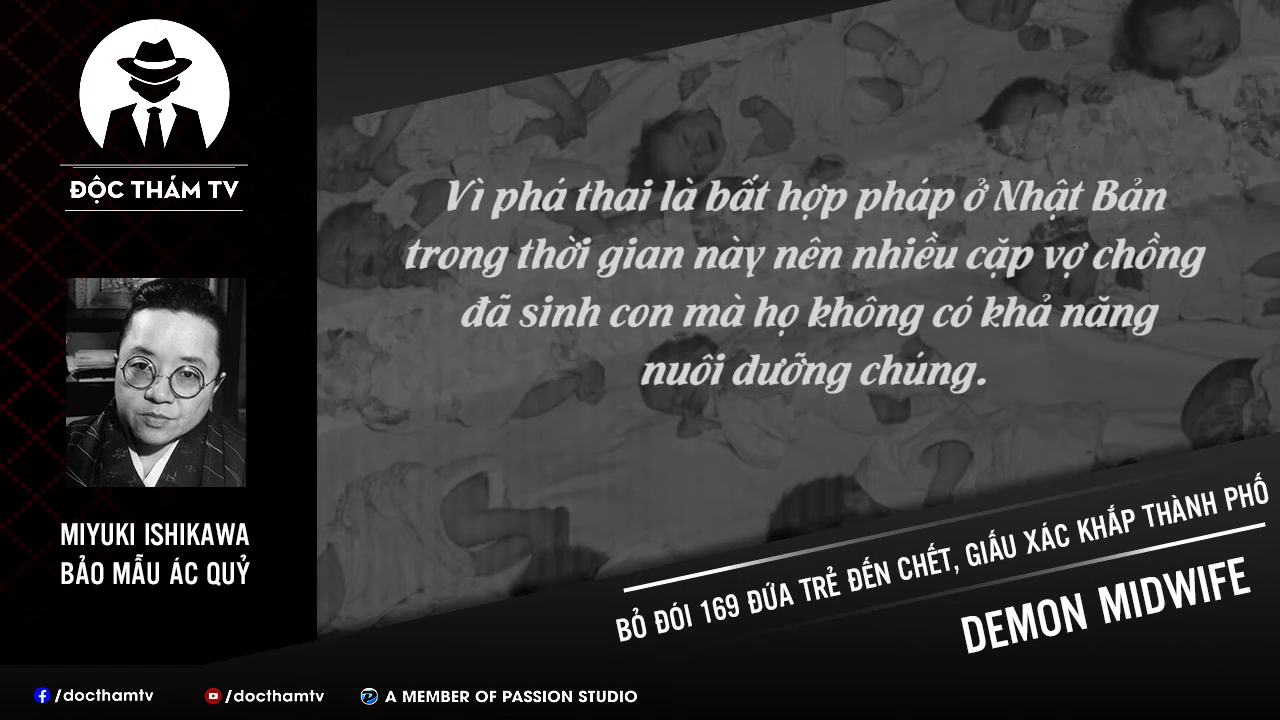 ĐỘC THÁM TV
MIYUKI ISHIKAWA
BẢO MẪU ÁC QUỶ
Vì phá thai là bất hợp pháp ở Nhật Bản
trong thời gian này nên nhiều cặp vợ chồng
đã sinh con mà họ không có khả năng
nuôi dưỡng chúng.
BỎ ĐÓI 169 ĐỨA TRẺ ĐẾN CHẾT, GIẤU XÁC KHẮP THÀNH PHỐ
DEMON MIDWIFE
/docthamtv
/docthamtv
A MEMBER OF PASSION STUDIO